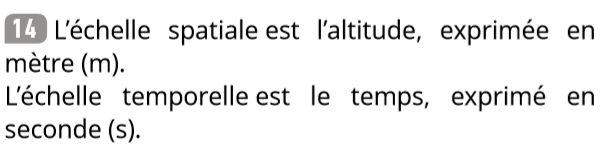 14 L’échelle spatiale est l’altitude, exprimée en
mètre (m).
L’échelle temporelle est le temps, exprimé en
seconde (s).